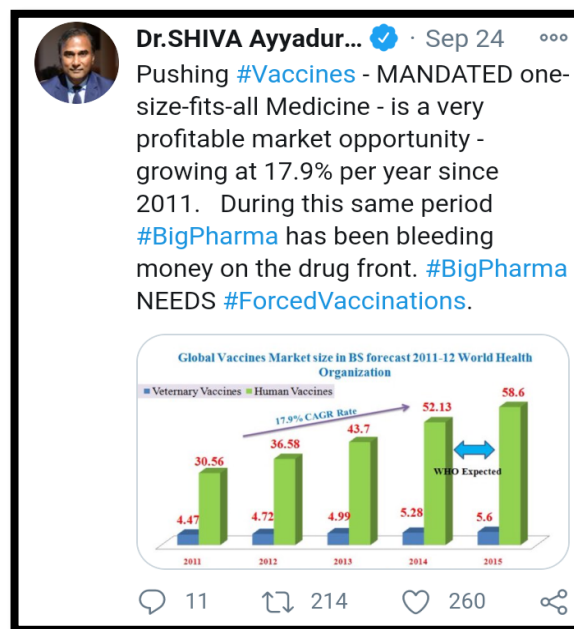 Dr.SHIVA Ayyadur... · Sep 24
Pushing #Vaccines - MANDATED one-
size-fits-all Medicine - is a very
profitable market opportunity -
growing at 17.9% per year since
2011. During this same period
#BigPharma has been bleeding
money on the drug front. #BigPharma
NEEDS #ForcedVaccinations.
Global Vaccines Market size in BS forecast 2011-12 World Health
Organization
Veternary Vaccines Human Vaccines
17.9% CAGR Rate
30.56 36.58 43.7 52.13 58.6
WHO Expected
4.47 4.72 4.99 5.28 5.6
2011 2012 2013 2014 2015
11 214 260